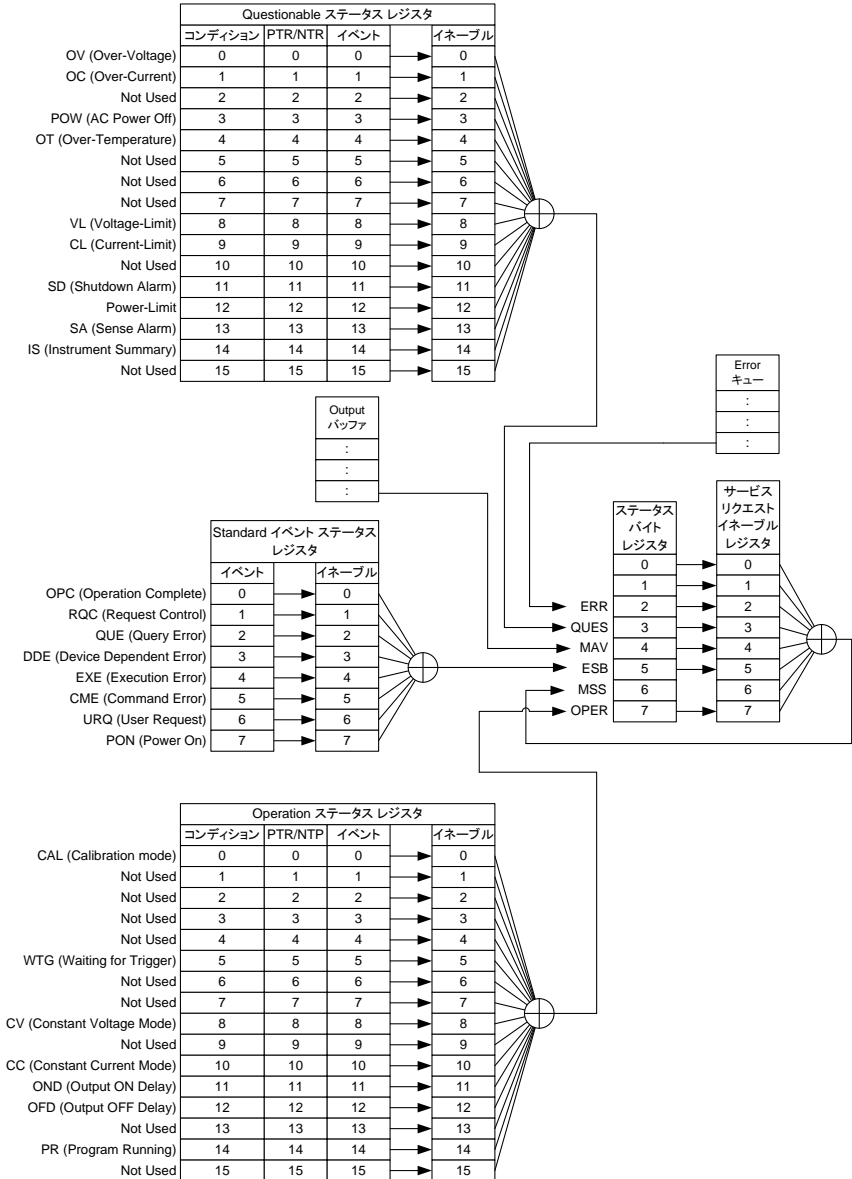 Questionable ステータス レジスタ
コンディション PTR/NTR イベント イネーブル
OV (Over-Voltage) 0 0 0 0
OC (Over-Current) 1 1 1 1
Not Used 2 2 2 2
POW (AC Power Off) 3 3 3 3
OT (Over-Temperature) 4 4 4 4
Not Used 5 5 5 5
Not Used 6 6 6 6
Not Used 7 7 7 7
VL (Voltage-Limit) 8 8 8 8
CL (Current-Limit) 9 9 9 9
Not Used 10 10 10 10
SD (Shutdown Alarm) 11 11 11 11
Power-Limit 12 12 12 12
SA (Sense Alarm) 13 13 13 13
IS (Instrument Summary) 14 14 14 14
Not Used 15 15 15 15
Error
キュー
:
:
:
Output
バッファ
:
:
:
ステータス
バイト
レジスタ
サービス
リクエスト
イネーブル
レジスタ
0 0
1 1
ERR 2 2
QUES 3 3
MAV 4 4
ESB 5 5
MSS 6 6
OPER 7 7
Standard イベント ステータス
レジスタ
イベント イネーブル
OPC (Operation Complete) 0 0
RQC (Request Control) 1 1
QUE (Query Error) 2 2
DDE (Device Dependent Error) 3 3
EXE (Execution Error) 4 4
CME (Command Error) 5 5
URQ (User Request) 6 6
PON (Power On) 7 7
Operation ステータス レジスタ
コンディション PTR/NTP イベント イネーブル
CAL (Calibration mode) 0 0 0 0
Not Used 1 1 1 1
Not Used 2 2 2 2
Not Used 3 3 3 3
Not Used 4 4 4 4
WTG (Waiting for Trigger) 5 5 5 5
Not Used 6 6 6 6
Not Used 7 7 7 7
CV (Constant Voltage Mode) 8 8 8 8
Not Used 9 9 9 9
CC (Constant Current Mode) 10 10 10 10
OND (Output ON Delay) 11 11 11 11
OFD (Output OFF Delay) 12 12 12 12
Not Used 13 13 13 13
PR (Program Running) 14 14 14 14
Not Used 15 15 15 15